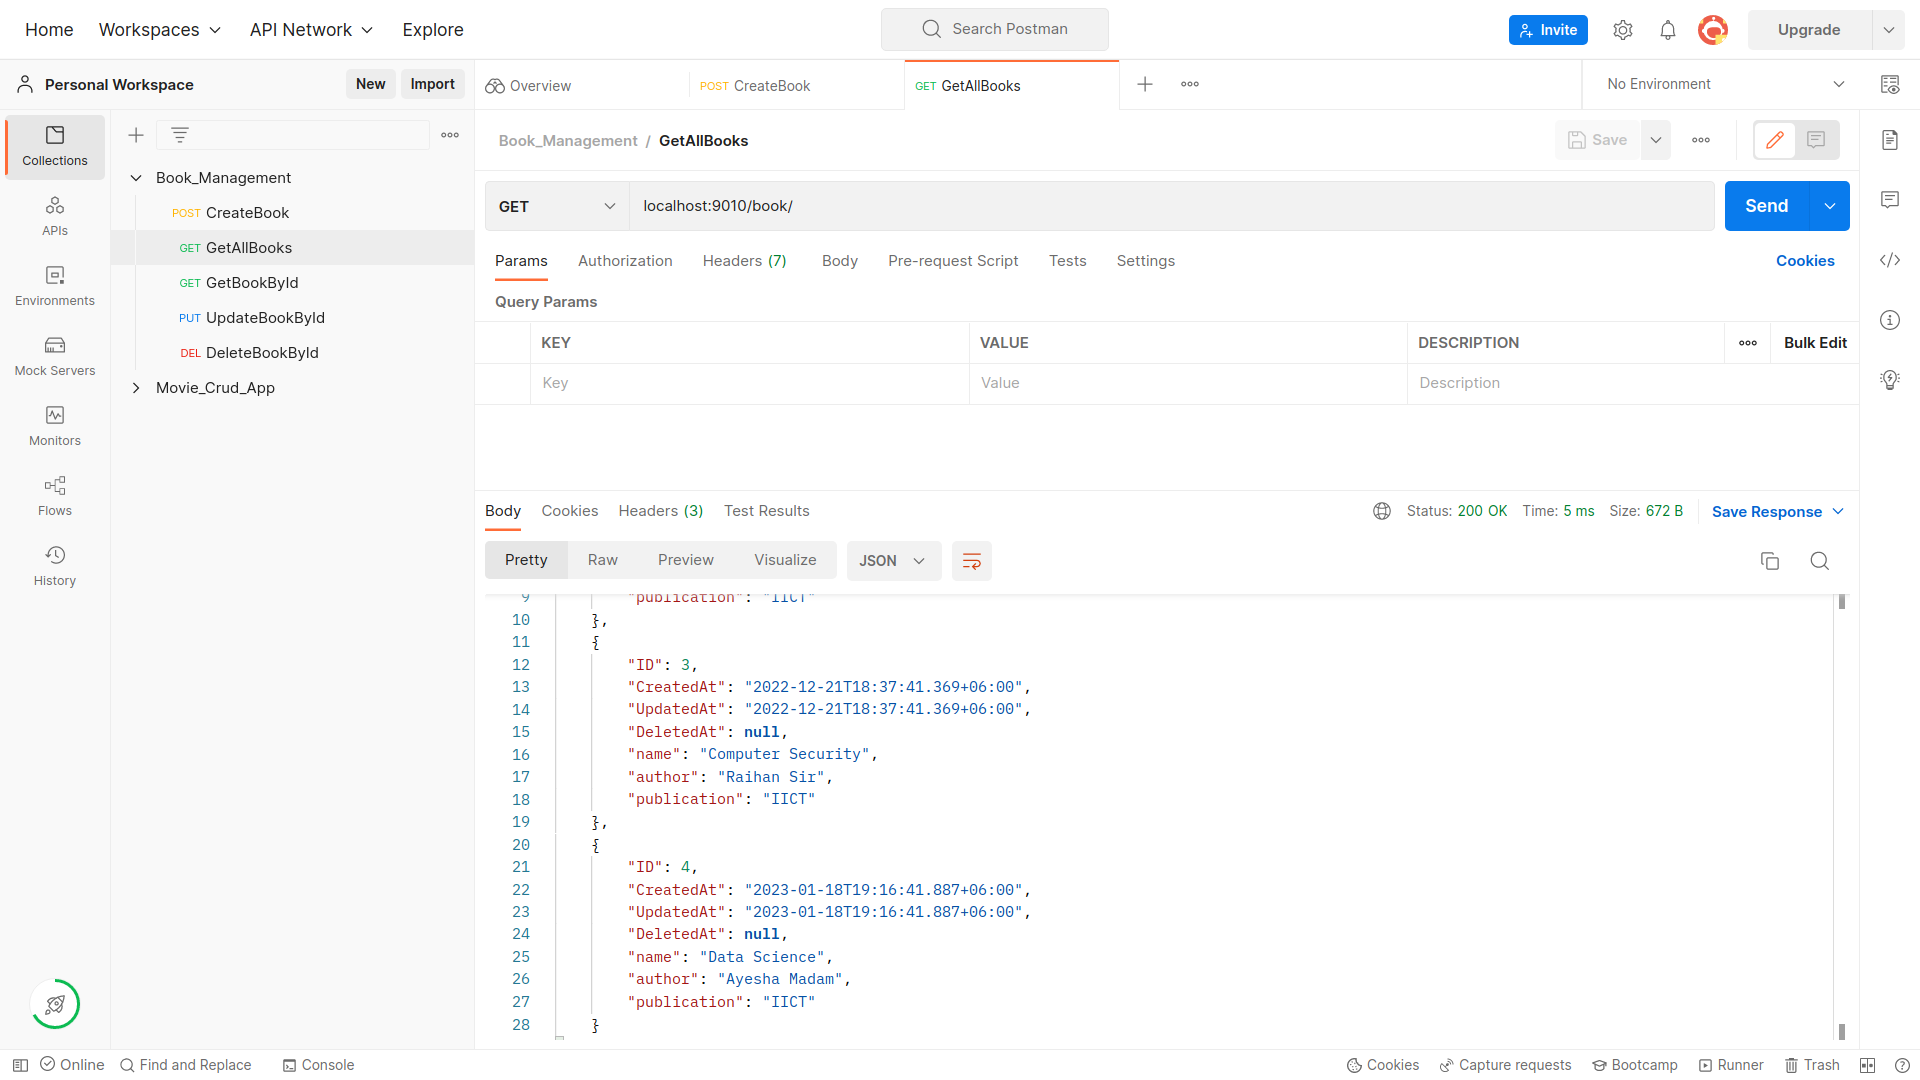 Home Workspaces API Network Explore Search Postman Invite Upgrade
Personal Workspace New Import Overview POST CreateBook GET GetAllBooks No Environment
Collections
APIs
Environments
Mock Servers
Monitors
Flows
History
Book_Management
POST CreateBook
GET GetAllBooks
GET GetBookById
PUT UpdateBookById
DEL DeleteBookById
Movie_Crud_App
Book_Management / GetAllBooks Save
GET localhost:9010/book/ Send
Params Authorization Headers (7) Body Pre-request Script Tests Settings Cookies
Query Params
KEY VALUE DESCRIPTION Bulk Edit
Key Value Description
Body Cookies Headers (3) Test Results Status: 200 OK Time: 5 ms Size: 672 B Save Response
Pretty Raw Preview Visualize JSON
9 "publication": "IICT"
10 },
11 {
12 "ID": 3,
13 "CreatedAt": "2022-12-21T18:37:41.369+06:00",
14 "UpdatedAt": "2022-12-21T18:37:41.369+06:00",
15 "DeletedAt": null,
16 "name": "Computer Security",
17 "author": "Raihan Sir",
18 "publication": "IICT"
19 },
20 {
21 "ID": 4,
22 "CreatedAt": "2023-01-18T19:16:41.887+06:00",
23 "UpdatedAt": "2023-01-18T19:16:41.887+06:00",
24 "DeletedAt": null,
25 "name": "Data Science",
26 "author": "Ayesha Madam",
27 "publication": "IICT"
28 }
Online Find and Replace Console Cookies Capture requests Bootcamp Runner Trash